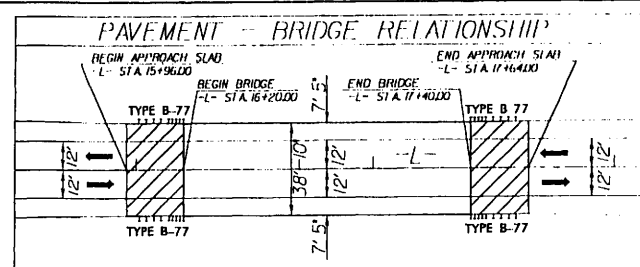 PAVEMENT - BRIDGE RELATIONSHIP
BEGIN APPROACH SLAB
-L- STA. 15+96.00
END APPROACH SLAB
-L- STA. 17+64.00
BEGIN BRIDGE
-L- STA. 16+20.00
END BRIDGE
-L- STA. 17+40.00
7' 5"
TYPE B-77
TYPE B-77
12'
12'
38'-10"
12'
12'
-L-
12'
12'
TYPE B-77
TYPE B-77
7' 5"